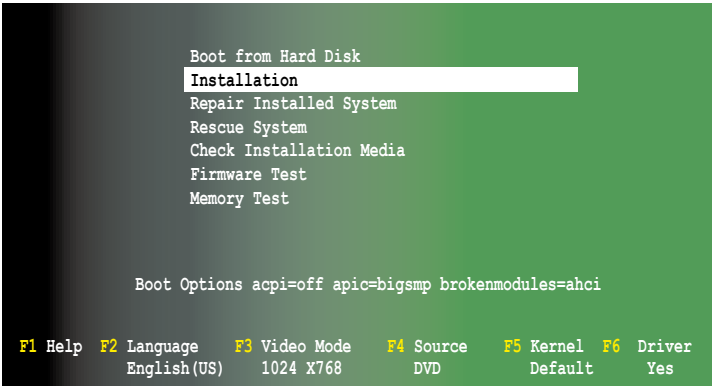 Boot from Hard Disk
Installation
Repair Installed System
Rescue System
Check Installation Media
Firmware Test
Memory Test
Boot Options acpi=off apic=bigsmp brokenmodules=ahci
F1 Help F2 Language F3 Video Mode F4 Source F5 Kernel F6 Driver
English(US) 1024 X768 DVD Default Yes